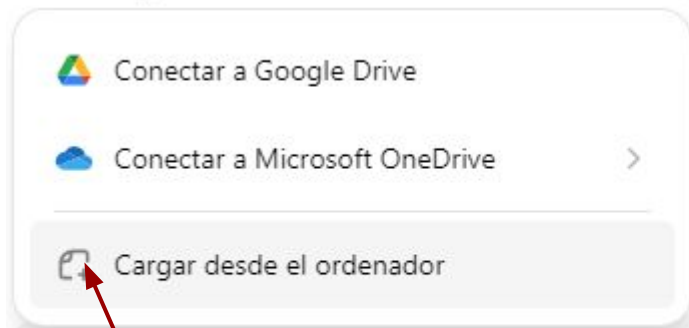 Conectar a Google Drive
Conectar a Microsoft OneDrive
Cargar desde el ordenador